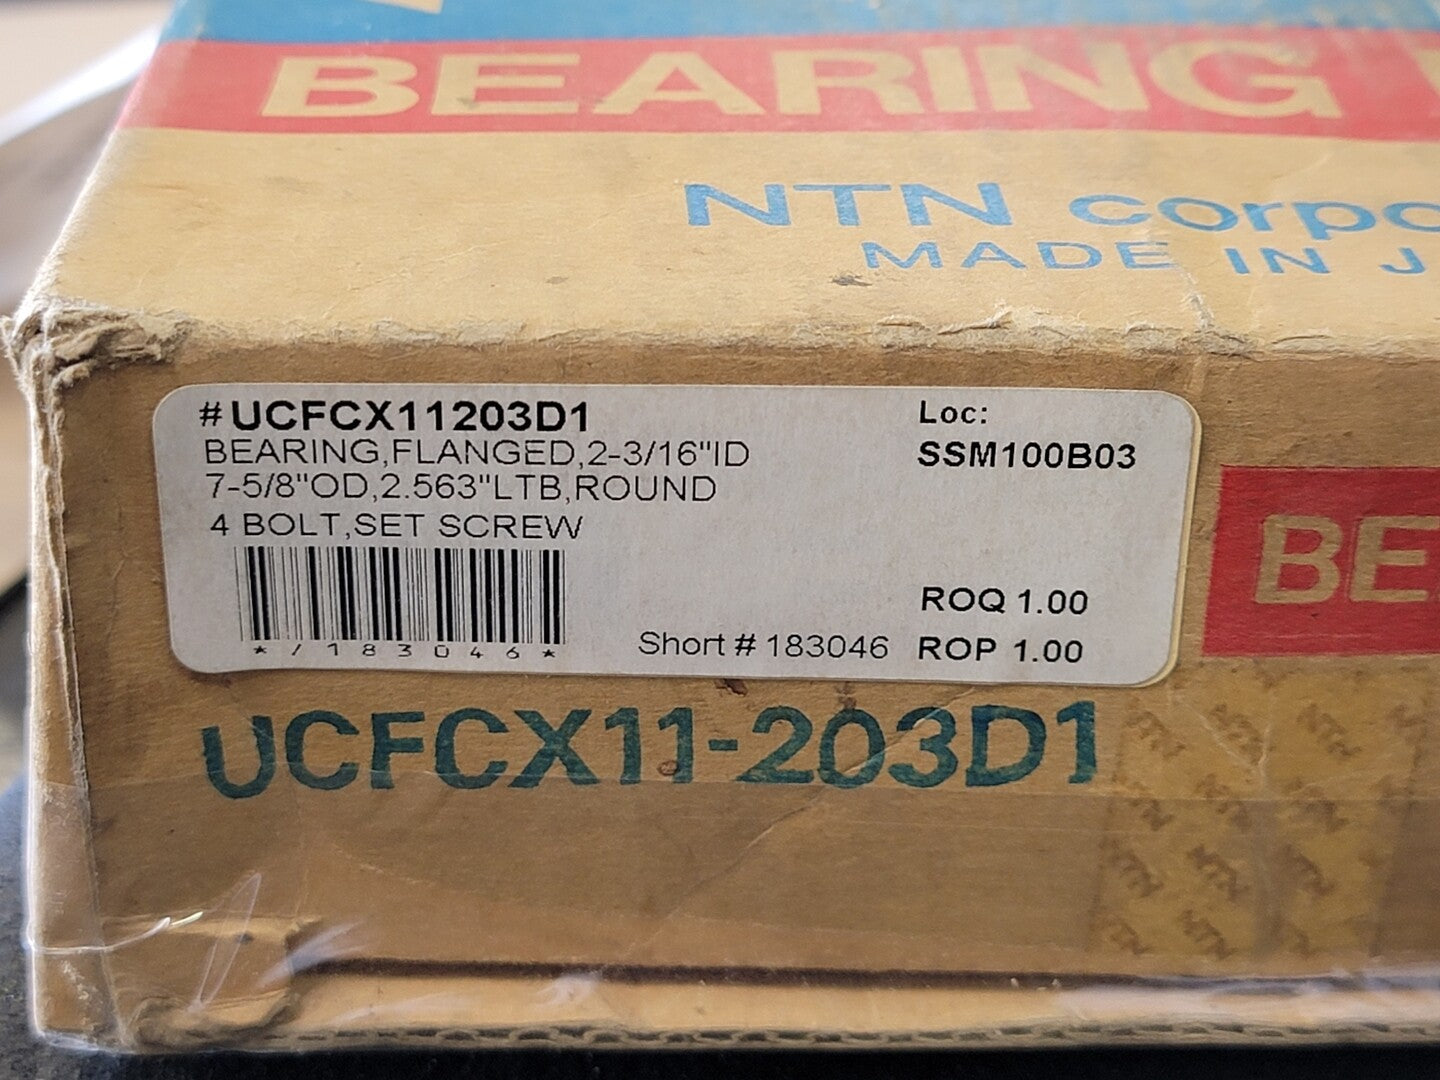 BEARING
NTN corpo
MADE IN J
#UCFCX11203D1
BEARING,FLANGED,2-3/16"ID
7-5/8"OD,2.563"LTB,ROUND
4 BOLT,SET SCREW
*/183046*
Short # 183046
Loc:
SSM100B03
ROQ 1.00
ROP 1.00
BE
UCFCX11-203D1